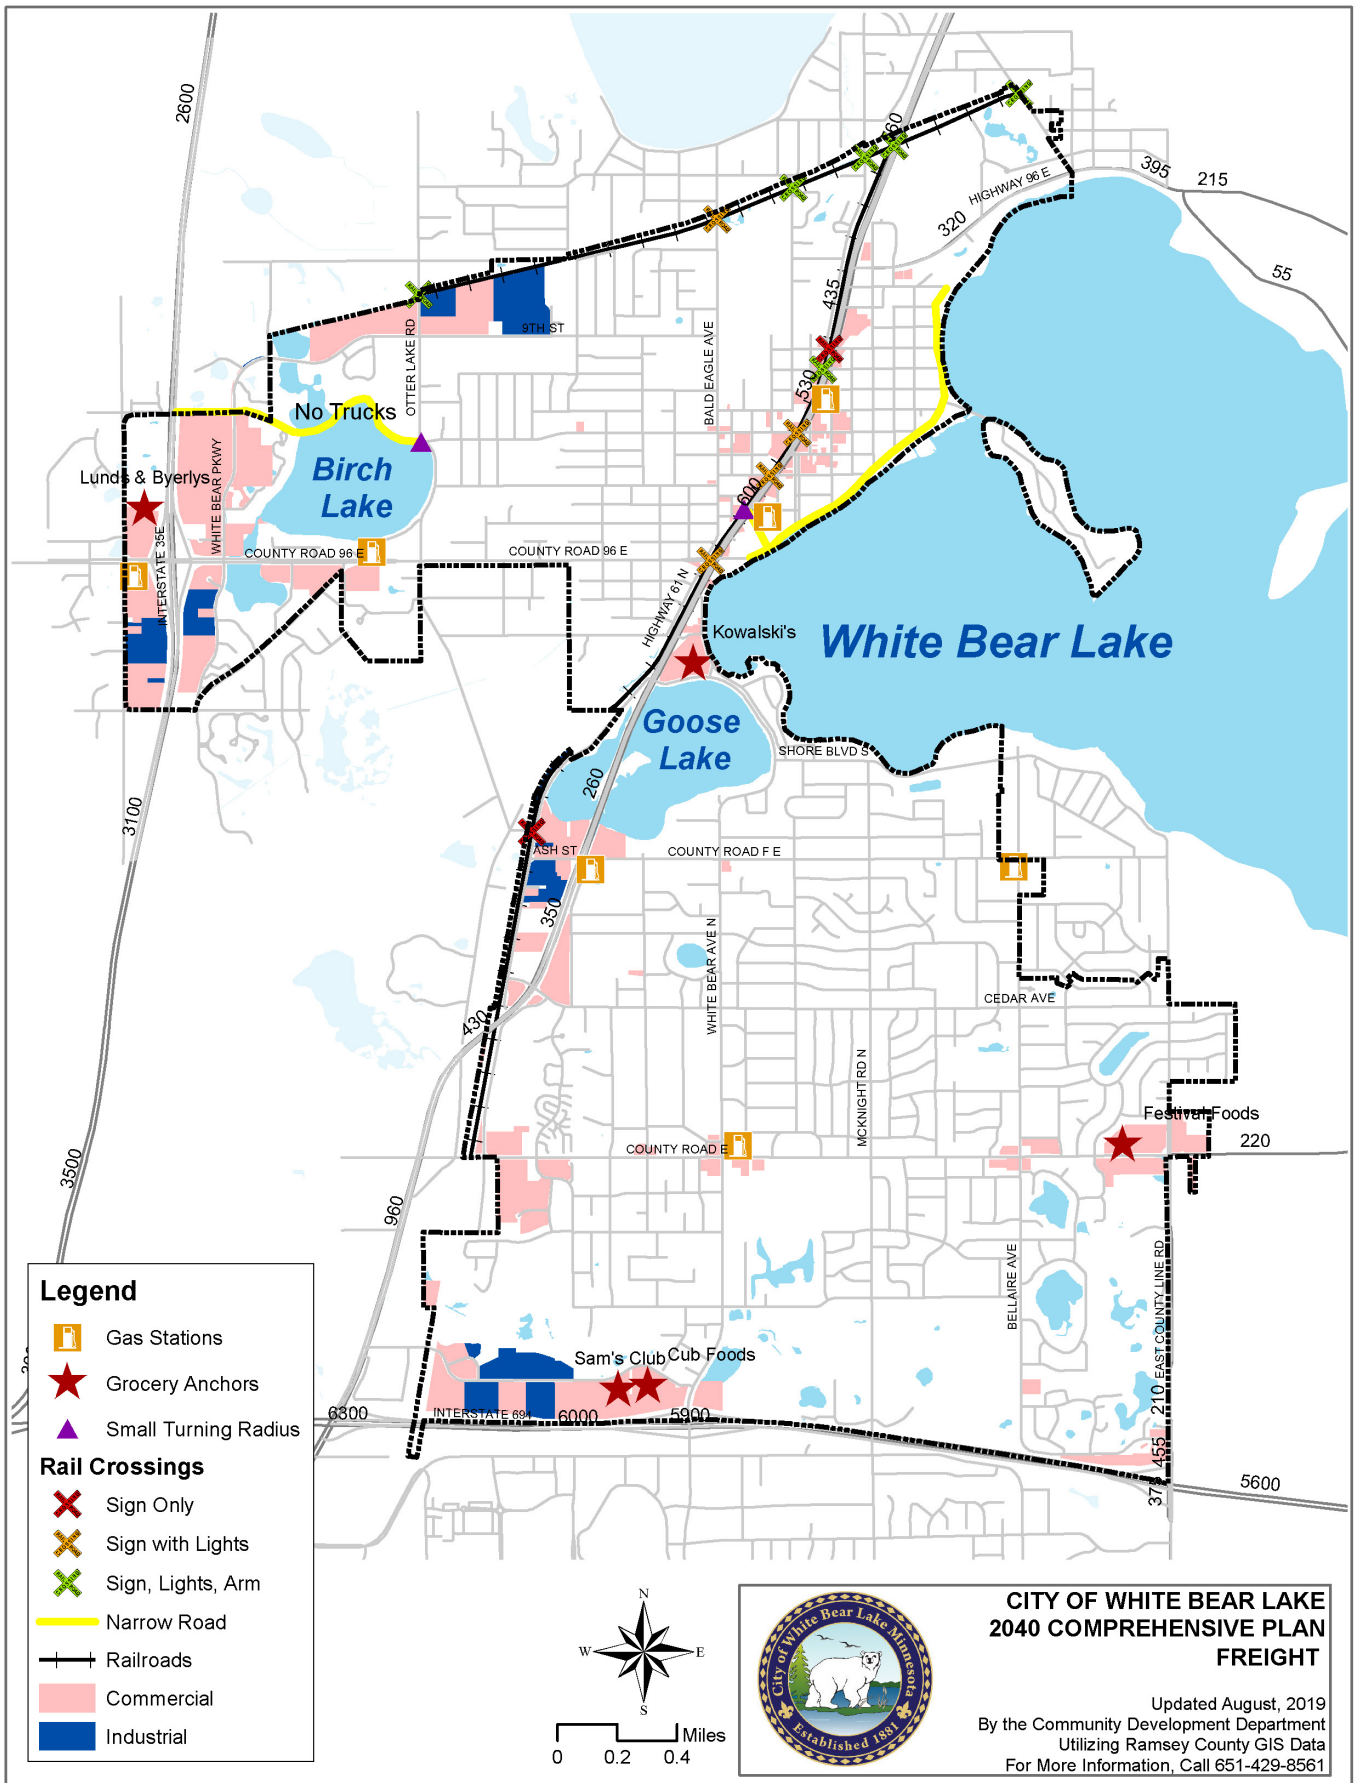 2600
560
HIGHWAY 96 E
395
215
320
55
435
9TH ST
OTTER LAKE RD
BALD EAGLE AVE
530
No Trucks
Lunds & Byerlys
Birch
Lake
WHITE BEAR PKWY
600
COUNTY ROAD 96 E
COUNTY ROAD 96 E
INTERSTATE 35E
HIGHWAY 61 N
Kowalski's
White Bear Lake
Goose
Lake
SHORE BLVD S
260
3100
ASH ST
COUNTY ROAD F E
350
WHITE BEAR AVE N
CEDAR AVE
430
MCKNIGHT RD N
Festival Foods
COUNTY ROAD E
220
3500
960
BELLAIRE AVE
EAST COUNTY LINE RD
Sam's Club
Cub Foods
210
6300
INTERSTATE 694
6000
5900
455
375
5600
Legend
Gas Stations
Grocery Anchors
Small Turning Radius
Rail Crossings
Sign Only
Sign with Lights
Sign, Lights, Arm
Narrow Road
Railroads
Commercial
Industrial
N
W
E
S
Miles
0 0.2 0.4
City of White Bear Lake Minnesota
Established 1881
CITY OF WHITE BEAR LAKE
2040 COMPREHENSIVE PLAN
FREIGHT
Updated August, 2019
By the Community Development Department
Utilizing Ramsey County GIS Data
For More Information, Call 651-429-8561